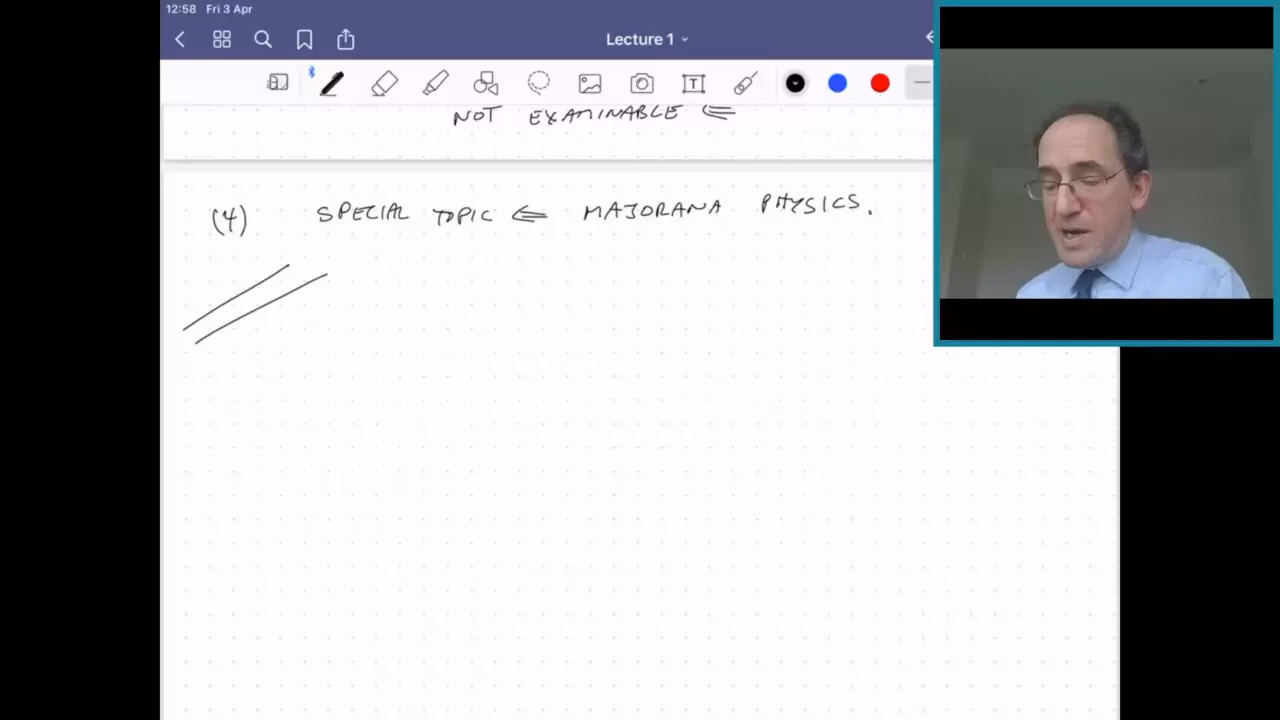 12:58 Fri 3 Apr
Lecture 1
T
NOT EXAMINABLE ⇐
(4) SPECIAL TOPIC ⇐ MAJORANA PHYSICS.